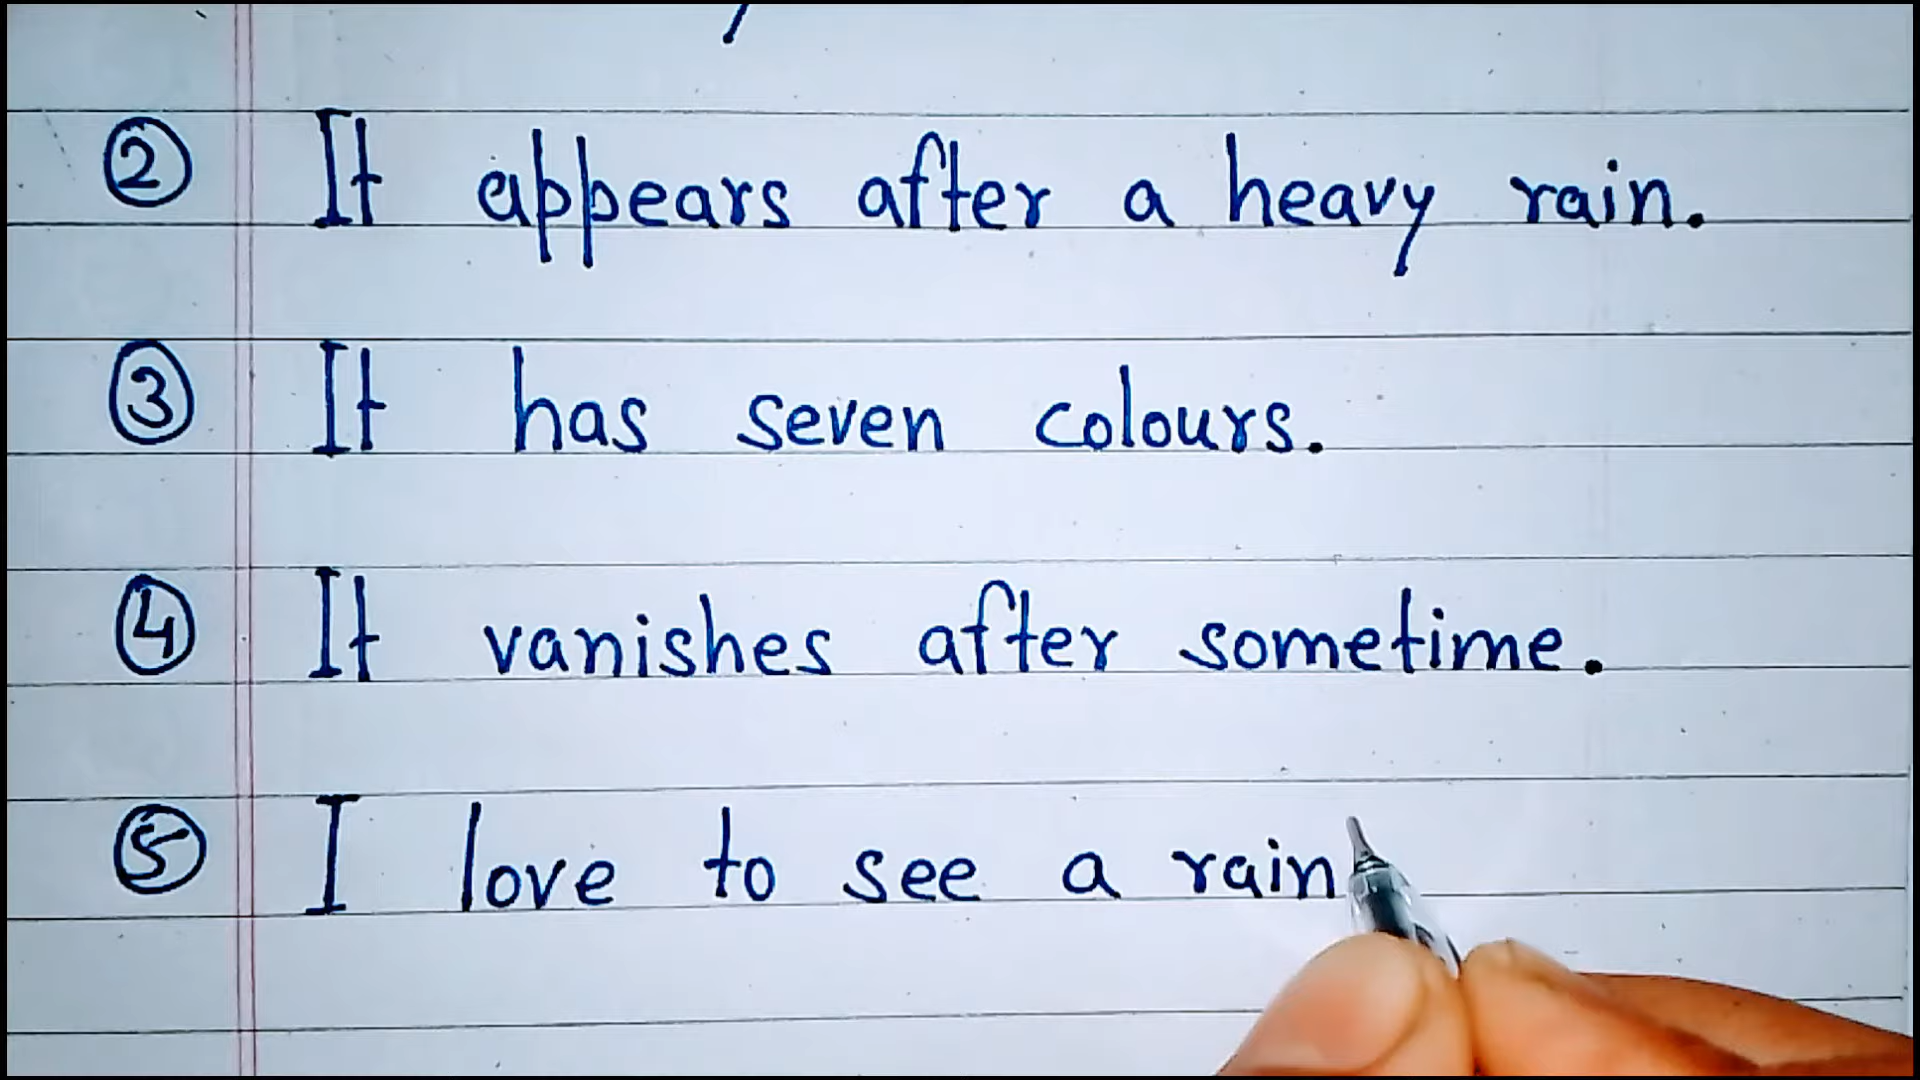 ② It appears after a heavy rain.
③ It has seven colours.
④ It vanishes after sometime.
⑤ I love to see a rain